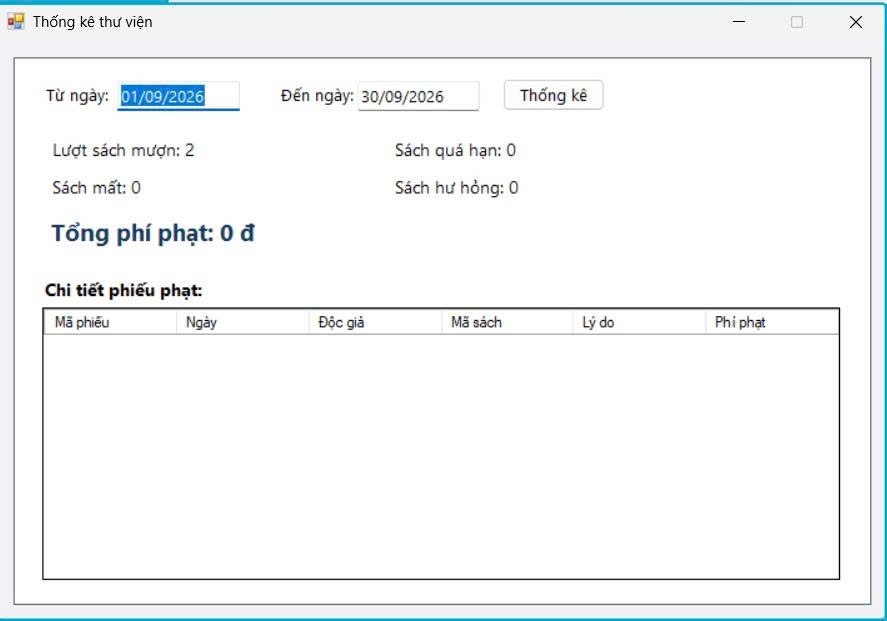 Thống kê thư viện
Từ ngày: 01/09/2026 Đến ngày: 30/09/2026 Thống kê
Lượt sách mượn: 2 Sách quá hạn: 0
Sách mất: 0 Sách hư hỏng: 0
Tổng phí phạt: 0 đ
Chi tiết phiếu phạt:
Mã phiếu Ngày Độc giả Mã sách Lý do Phí phạt